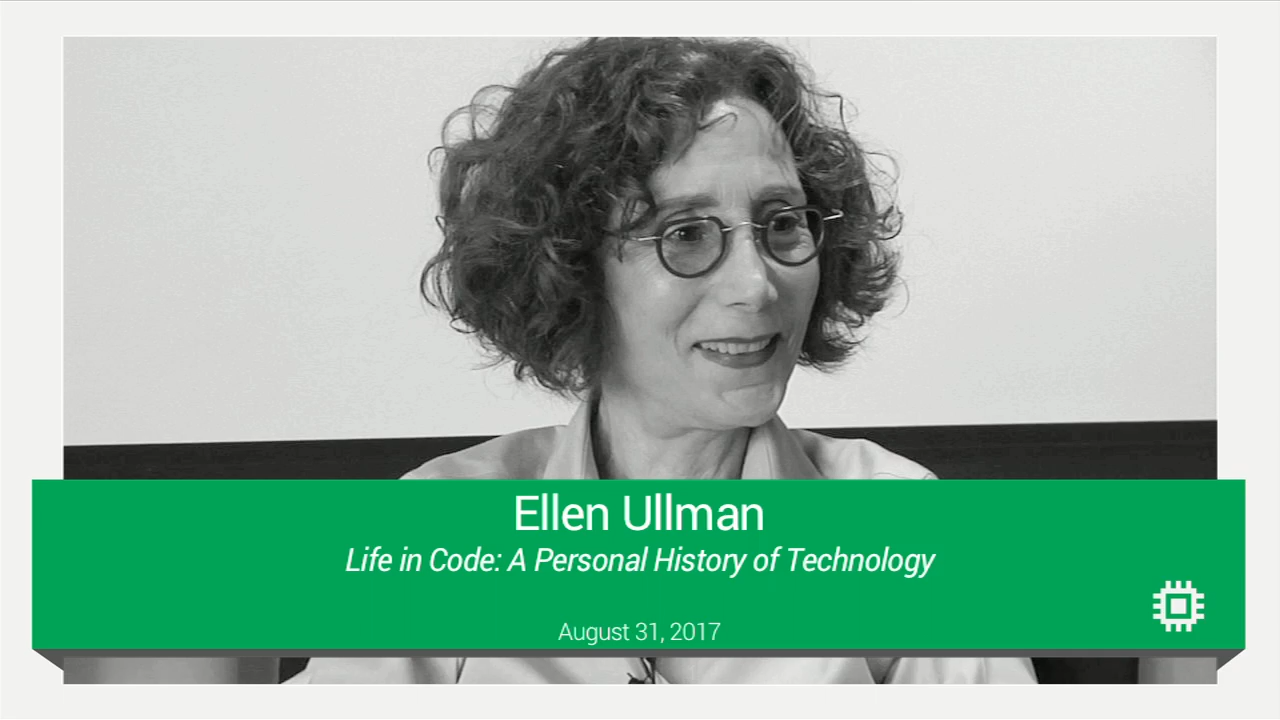 Ellen Ullman
Life in Code: A Personal History of Technology
August 31, 2017